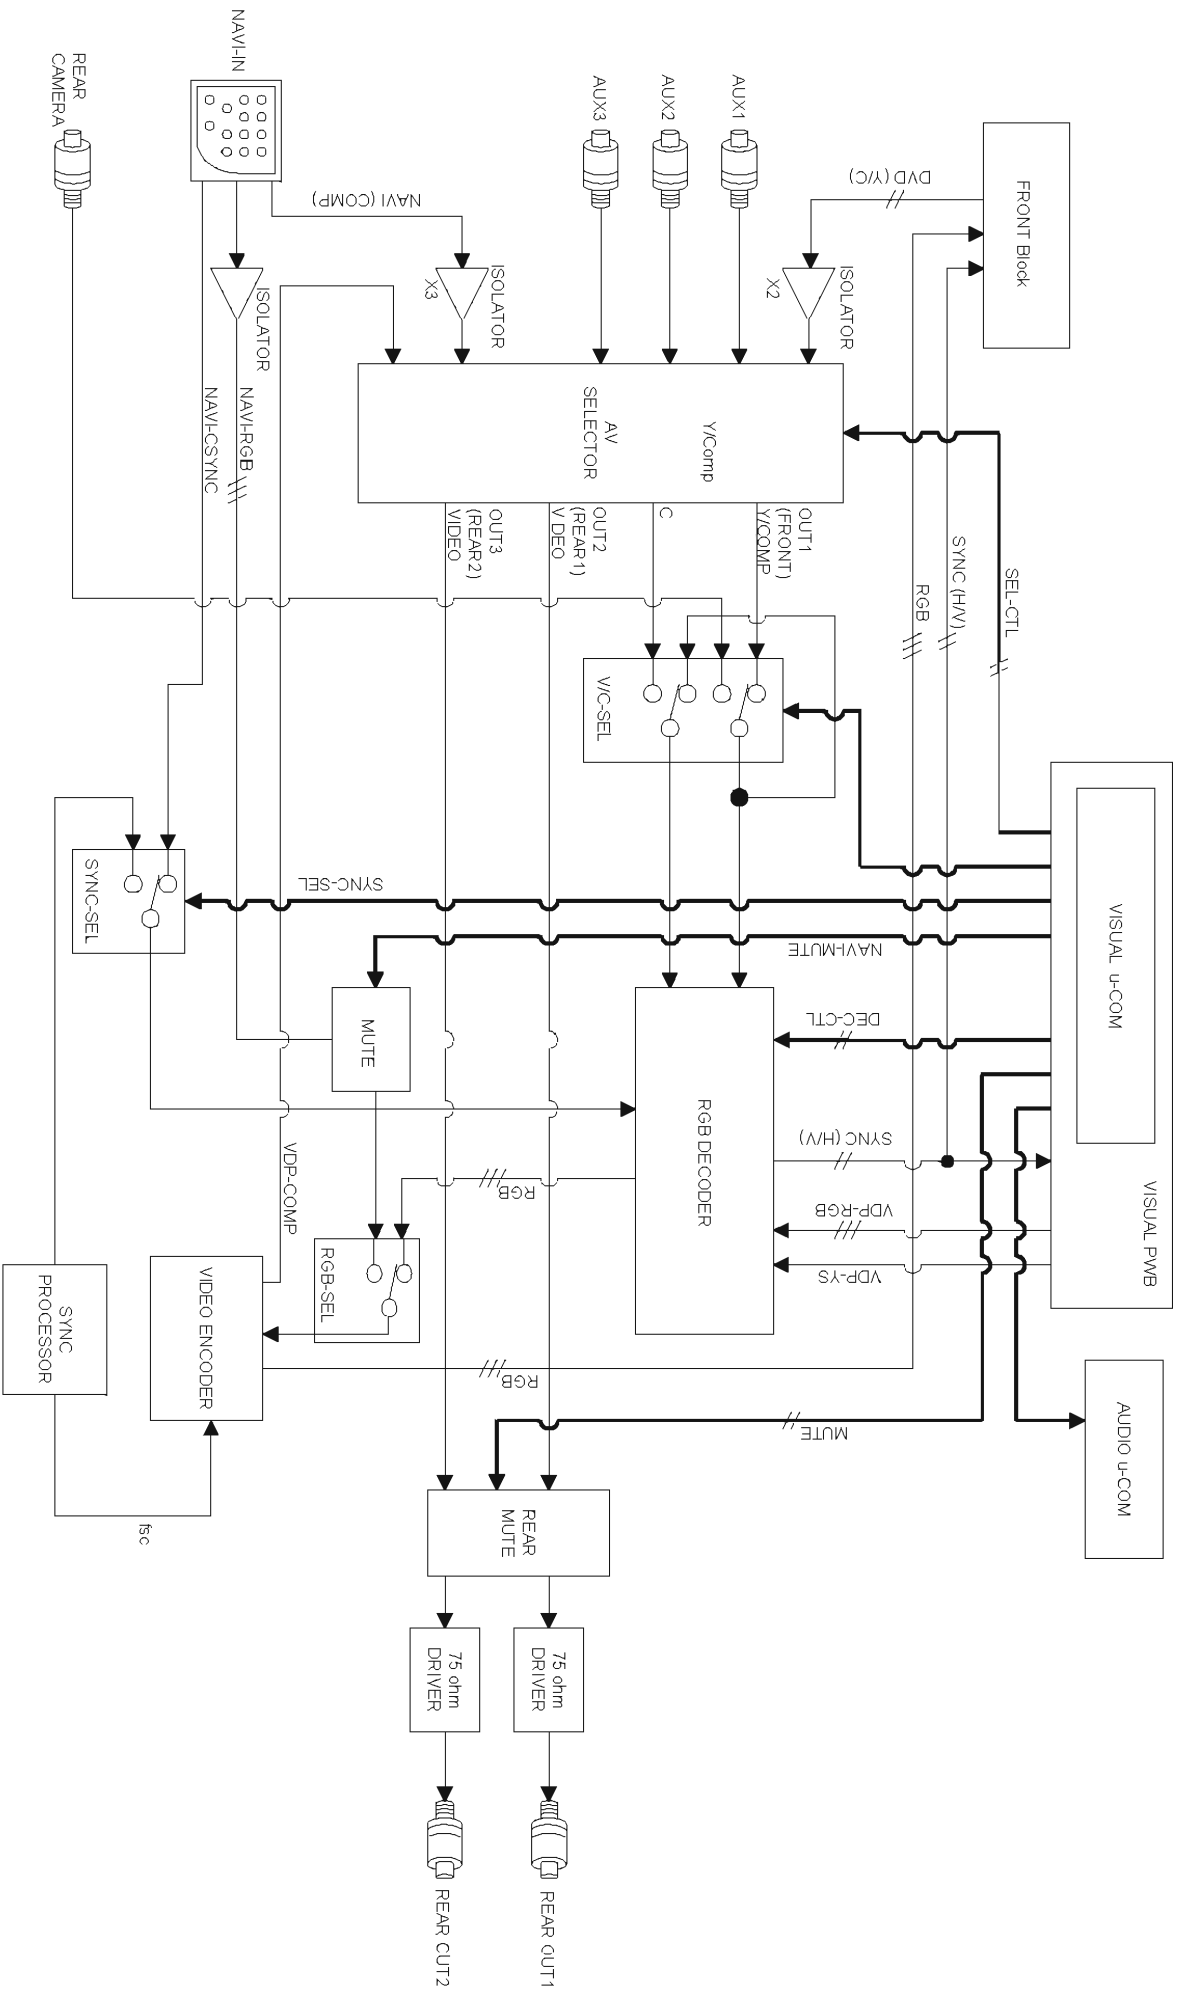 FRONT Block
DVD (Y/C)
AUX1
AUX2
AUX3
NAVI-IN
REAR
CAMERA
NAVI (COMP)
ISOLATOR
X2
ISOLATOR
X3
ISOLATOR
Y/Comp
AV
SELECTOR
NAVI-RGB
NAVI-CSYNC
SEL-CTL
SYNC (H/V)
RGB
OUT1
(FRONT)
Y/COMP
C
OUT2
(REAR1)
V DEO
OUT3
(REAR2)
VIDEO
V/C-SEL
VISUAL u-COM
VISUAL PWB
SYNC-SEL
SYNC-SEL
NAVI-MUTE
MUTE
DEC-CTL
RGB DECODER
SYNC (H/V)
VDP-RGB
VDP-YS
VDP-COMP
RGB
RGB-SEL
SYNC
PROCESSOR
VIDEO ENCODER
RGB
MUTE
AUDIO u-COM
fsc
REAR
MUTE
75 ohm
DRIVER
75 ohm
DRIVER
REAR OUT1
REAR CUT2